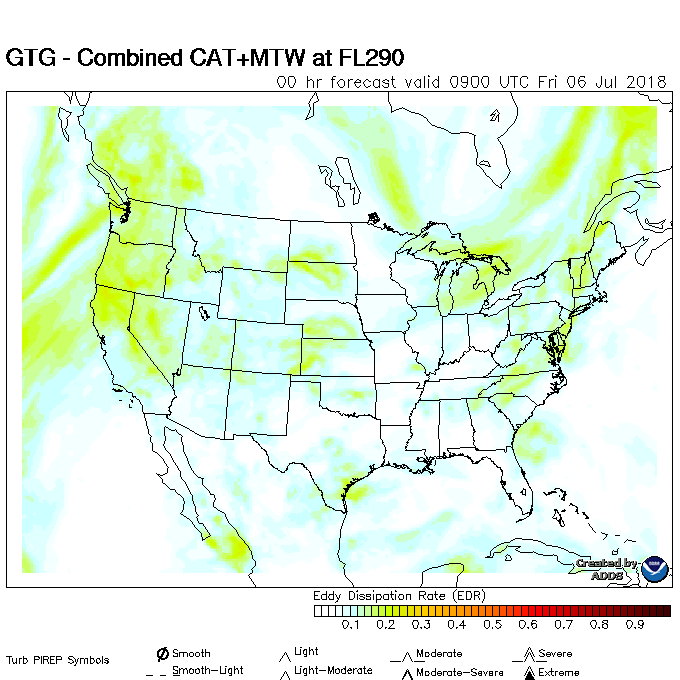 GTG - Combined CAT+MTW at FL290
00 hr forecast valid 0900 UTC Fri 06 Jul 2018
Created by
ADDS
Eddy Dissipation Rate (EDR)
0.1 0.2 0.3 0.4 0.5 0.6 0.7 0.8 0.9
Turb PIREP Symbols
Smooth Light Moderate Severe
Smooth-Light Light-Moderate Moderate-Severe Extreme